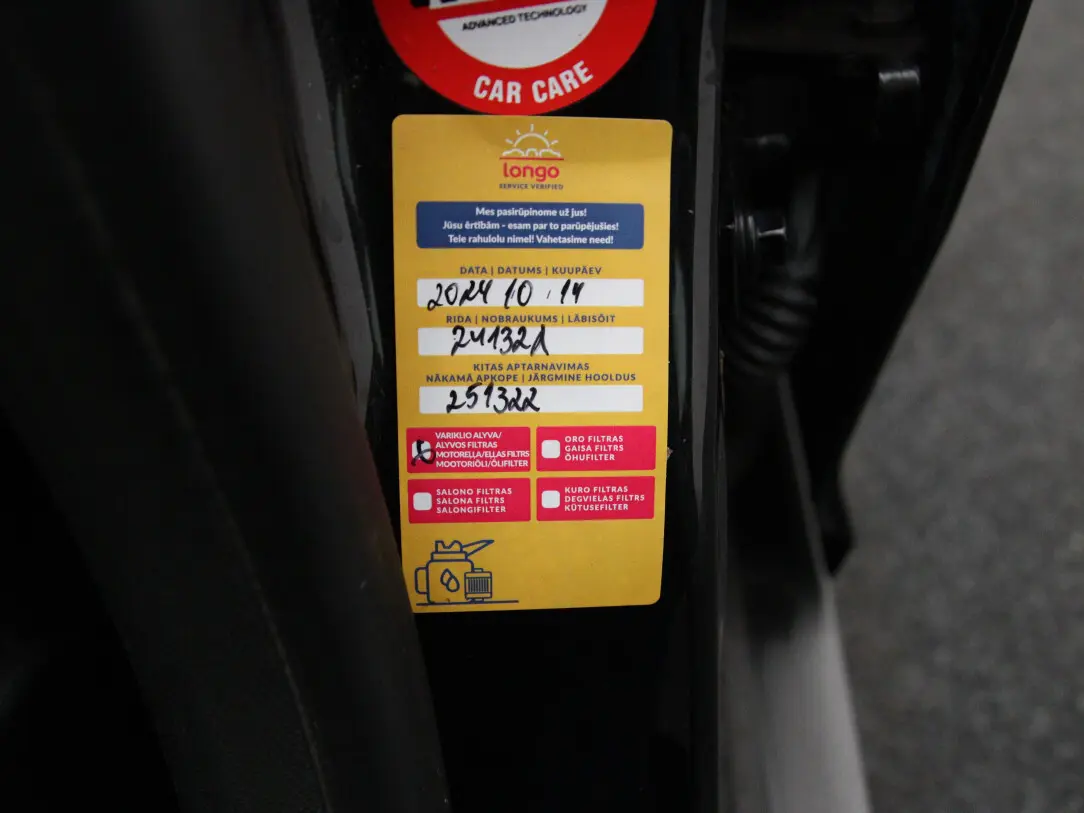 ADVANCED TECHNOLOGY
CAR CARE
longo
SERVICE VERIFIED
Mes pasirūpinome už jus!
Jūsu ērtībām - esam par to parūpējušies!
Teie rahulolu nimel! Vahetasime need!
DATA | DATUMS | KUUPÄEV
2024 10 . 14
RIDA | NOBRAUKUMS | LÄBISÕIT
241322
KITAS APTARNAVIMAS
NĀKAMĀ APKOPE | JÄRGMINE HOOLDUS
251322
VARIKLIO ALYVA/
ALYVOS FILTRAS
MOTOREĻĻA/EĻĻAS FILTRS
MOOTORIÕLI/ÕLIFILTER
ORO FILTRAS
GAISA FILTRS
ÕHUFILTER
SALONO FILTRAS
SALONA FILTRS
SALONGIFILTER
KURO FILTRAS
DEGVIELAS FILTRS
KÜTUSEFILTER